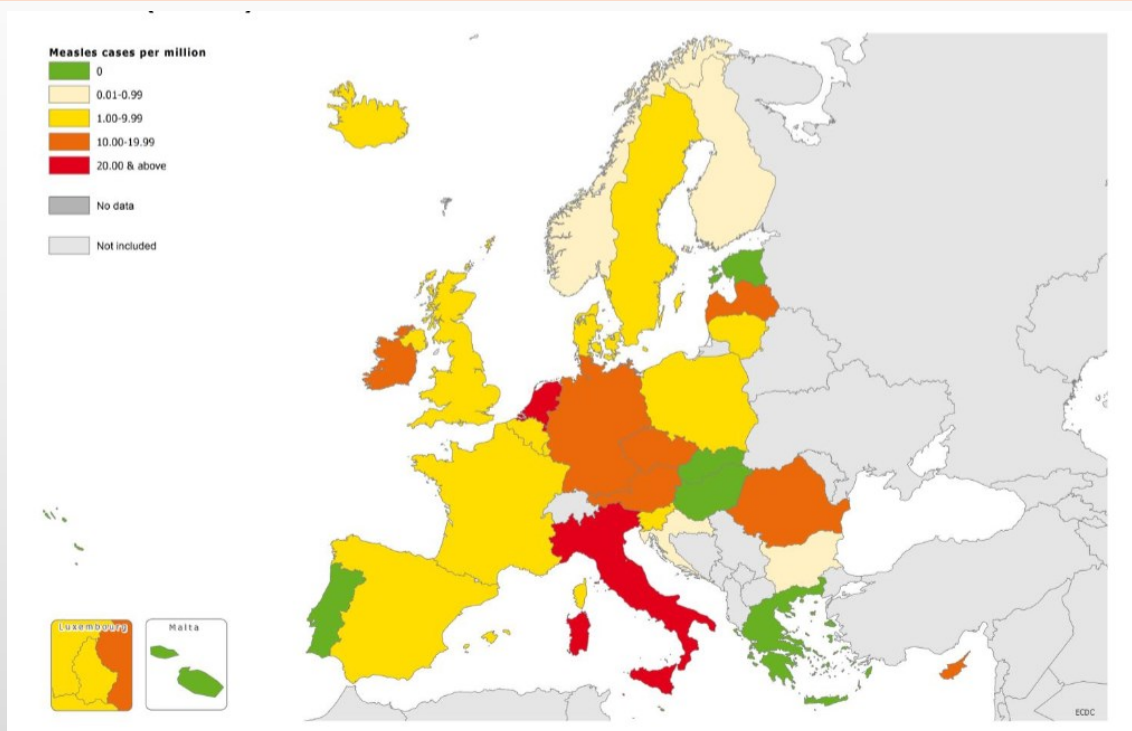 Measles cases per million
0
0.01-0.99
1.00-9.99
10.00-19.99
20.00 & above
No data
Not included
Luxembourg
Malta
ECDC